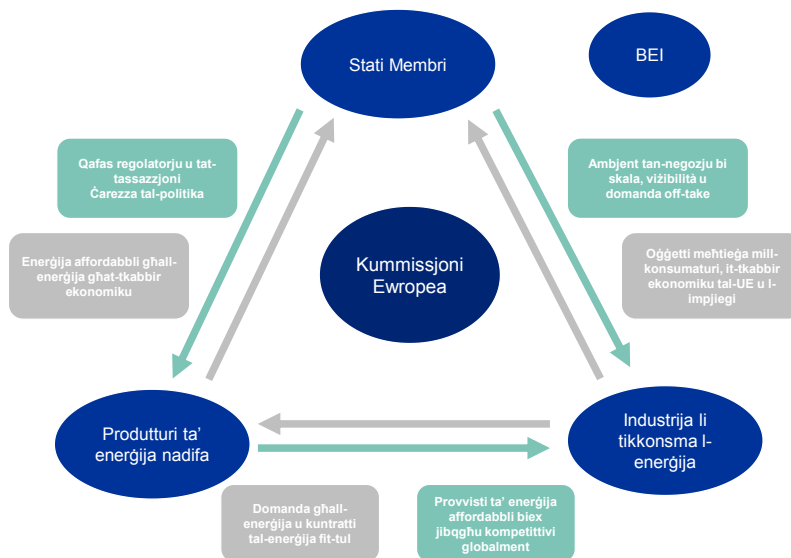 Stati Membri
BEI
Qafas regolatorju u tat-
tassazzjoni
Ċarezza tal-politika
Ambjent tan-negozju bi
skala, viżibilità u
domanda off-take
Enerġija affordabbli għall-
enerġija għat-tkabbir
ekonomiku
Kummissjoni
Ewropea
Oġġetti meħtieġa mill-
konsumaturi, it-tkabbir
ekonomiku tal-UE u l-
impjiegi
Produtturi ta’
enerġija nadifa
Industrija li
tikkonsma l-
enerġija
Domanda għall-
enerġija u kuntratti
tal-enerġija fit-tul
Provvisti ta’ enerġija
affordabbli biex
jibqgħu kompetittivi
globalment